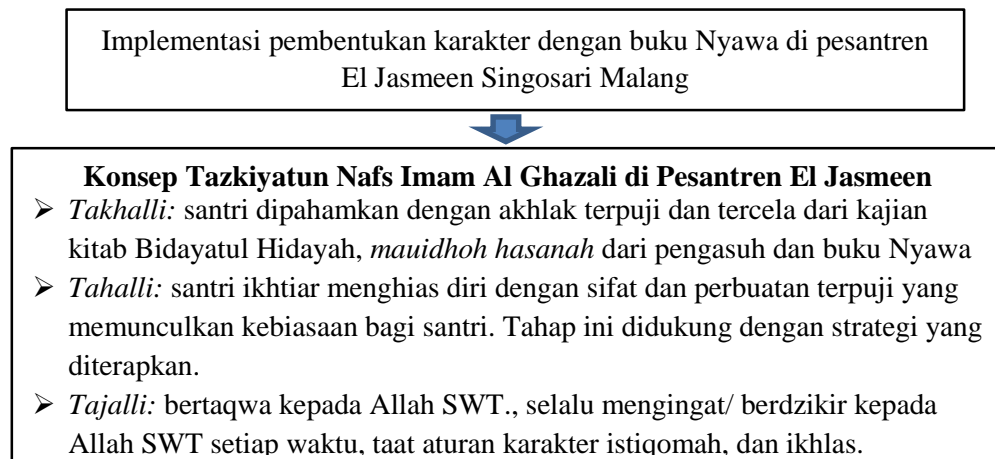 Implementasi pembentukan karakter dengan buku Nyawa di pesantren
El Jasmeen Singosari Malang
Konsep Tazkiyatun Nafs Imam Al Ghazali di Pesantren El Jasmeen
➢ Takhalli: santri dipahamkan dengan akhlak terpuji dan tercela dari kajian
kitab Bidayatul Hidayah, mauidhoh hasanah dari pengasuh dan buku Nyawa
➢ Tahalli: santri ikhtiar menghias diri dengan sifat dan perbuatan terpuji yang
memunculkan kebiasaan bagi santri. Tahap ini didukung dengan strategi yang
diterapkan.
➢ Tajalli: bertaqwa kepada Allah SWT., selalu mengingat/ berdzikir kepada
Allah SWT setiap waktu, taat aturan karakter istiqomah, dan ikhlas.